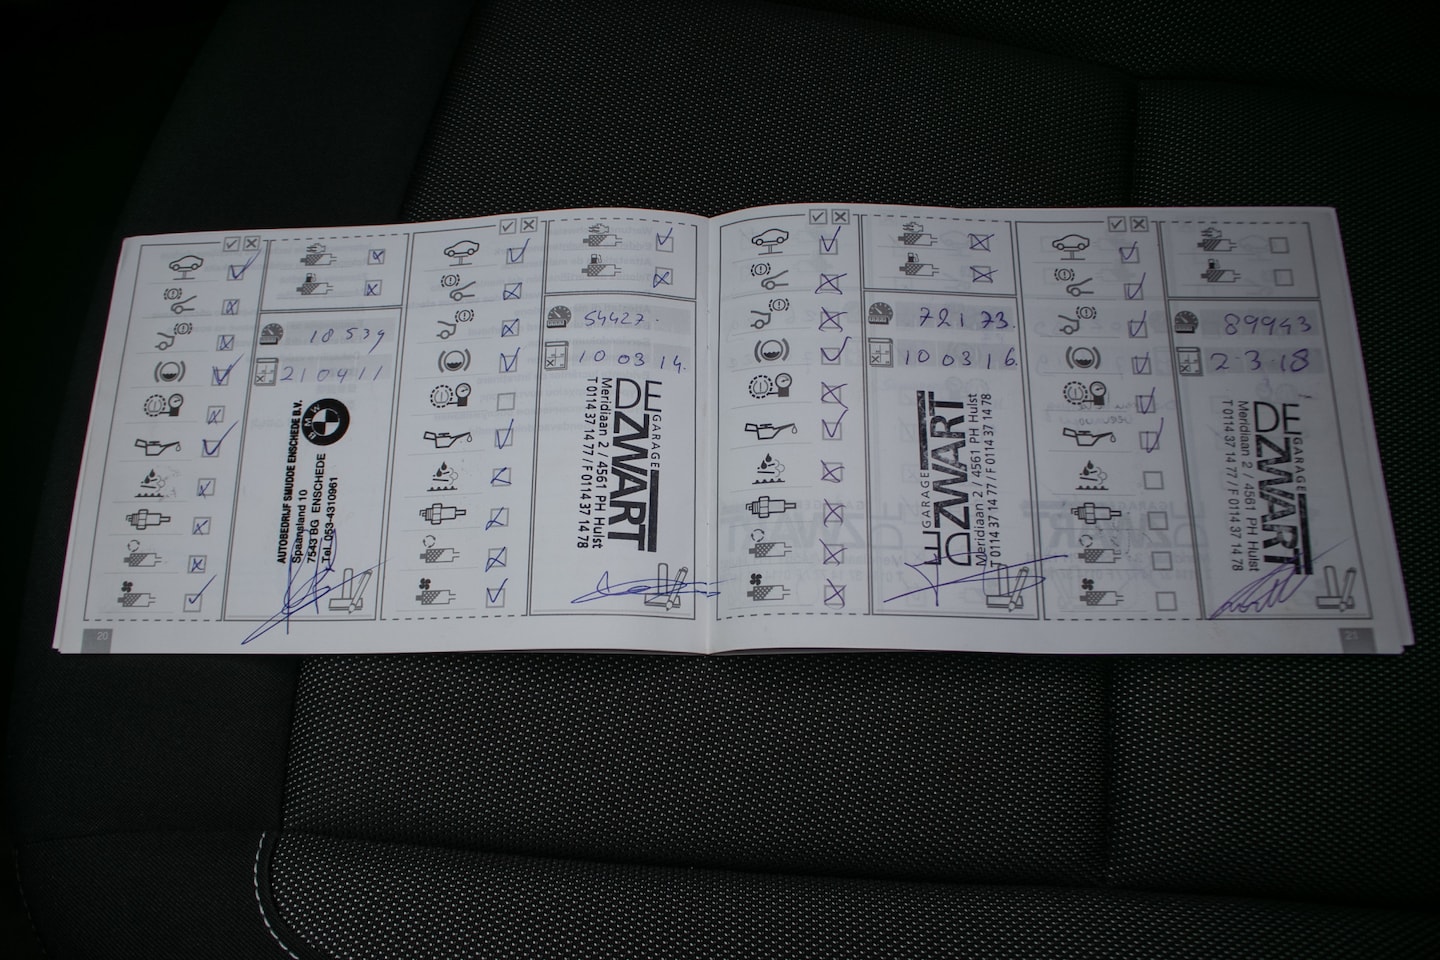 18539
210411
BMW
AUTOBEDRIJF SMUDDE ENSCHEDE B.V.
Spaansland 10
7543 BG ENSCHEDE
Tel. 053-4310961
20
54427.
10 03 14.
DE
GARAGE
ZWART
Meridiaan 2 / 4561 PH Hulst
T 0114 37 14 77 / F 0114 37 14 78
72173.
10 03 16.
GARAGE
DE
ZWART
Meridiaan 2 / 4561 PH Hulst
T 0114 37 14 77 / F 0114 37 14 78
89943
2-3-18
DE
GARAGE
ZWART
Meridiaan 2 / 4561 PH Hulst
T 0114 37 14 77 / F 0114 37 14 78
21